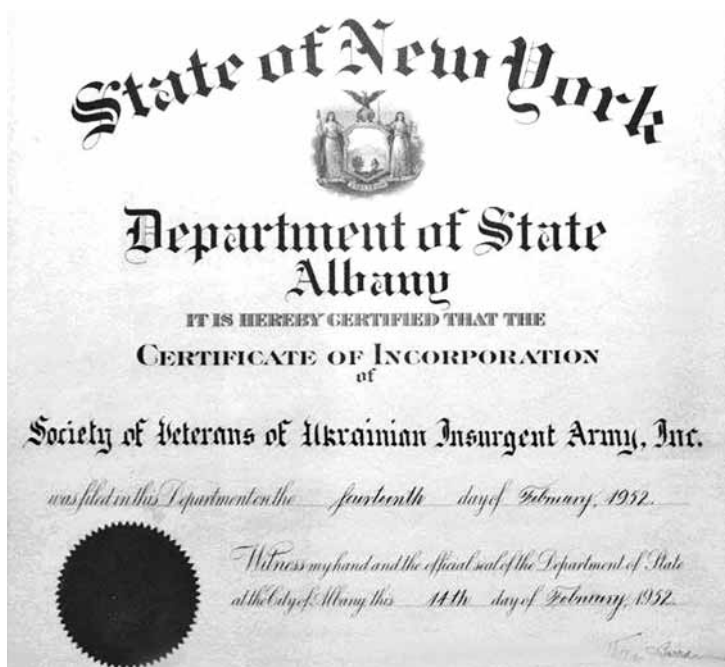 State of New York
Department of State
Albany
IT IS HEREBY CERTIFIED THAT THE
CERTIFICATE OF INCORPORATION
of
Society of Veterans of Ukrainian Insurgent Army, Inc.
was filed in this Department on the fourteenth day of February, 1952.
Witness my hand and the official seal of the Department of State
at the City of Albany this 14th day of February, 1952.